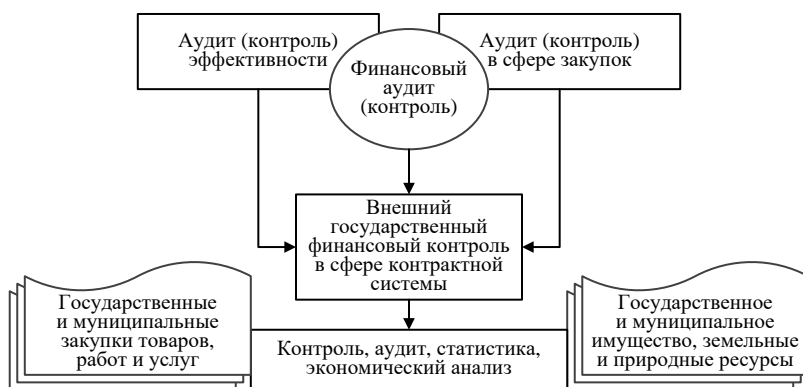 Аудит (контроль)
эффективности
Финансовый
аудит
(контроль)
Аудит (контроль)
в сфере закупок
Внешний
государственный
финансовый контроль
в сфере контрактной
системы
Государственные
и муниципальные
закупки товаров,
работ и услуг
Контроль, аудит, статистика,
экономический анализ
Государственное
и муниципальное
имущество, земельные
и природные ресурсы